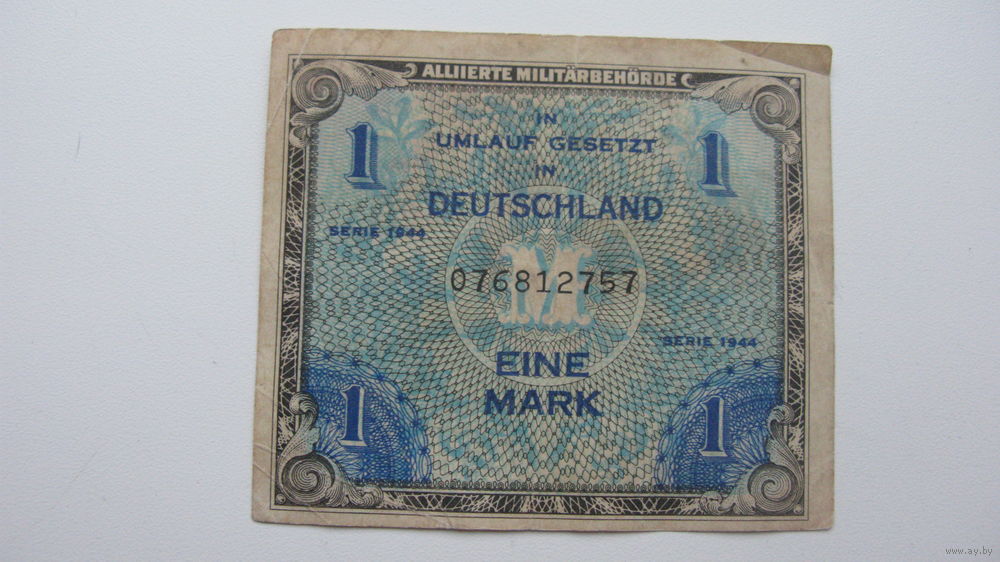 ALLIIERTE MILITÄRBEHÖRDE
1 IN 1
UMLAUF GESETZT
IN
DEUTSCHLAND
SERIE 1944
M
076812757
SERIE 1944
EINE
MARK
1 1
www.ay.by